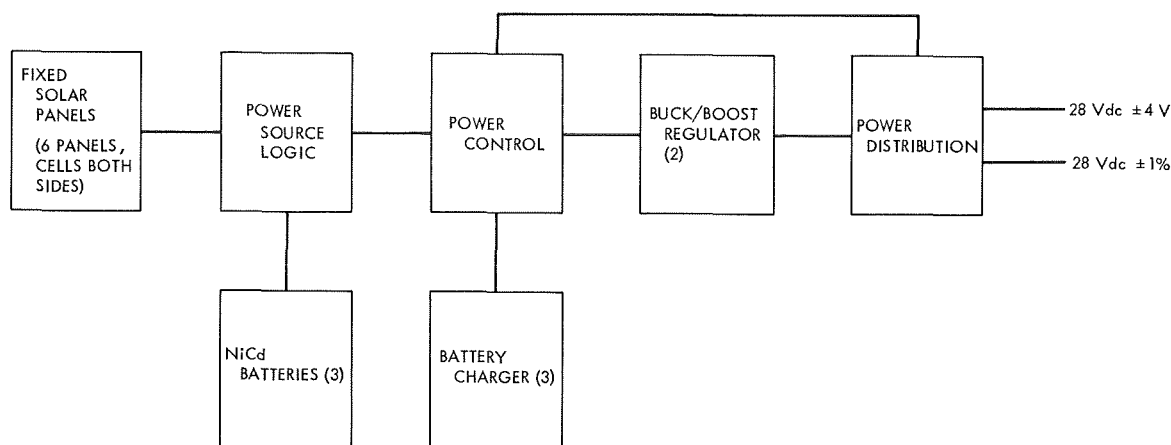 FIXED
SOLAR
PANELS
(6 PANELS,
CELLS BOTH
SIDES)
POWER
SOURCE
LOGIC
POWER
CONTROL
BUCK/BOOST
REGULATOR
(2)
POWER
DISTRIBUTION
28 Vdc ±4 V
28 Vdc ±1%
NiCd
BATTERIES (3)
BATTERY
CHARGER (3)